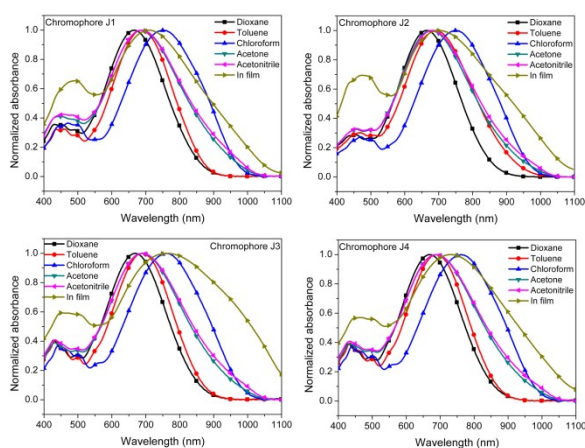 Chromophore J1
Dioxane
Toluene
Chloroform
Acetone
Acetonitrile
In film
Normalized absorbance
1.0
0.8
0.6
0.4
0.2
0.0
400 500 600 700 800 900 1000 1100
Wavelength (nm)
Chromophore J2
Dioxane
Toluene
Chloroform
Acetone
Acetonitrile
In film
Normalized absorbance
1.0
0.8
0.6
0.4
0.2
0.0
400 500 600 700 800 900 1000 1100
Wavelength (nm)
Chromophore J3
Dioxane
Toluene
Chloroform
Acetone
Acetonitrile
In film
Normalized absorbance
1.0
0.8
0.6
0.4
0.2
0.0
400 500 600 700 800 900 1000 1100
Wavelength (nm)
Chromophore J4
Dioxane
Toluene
Chloroform
Acetone
Acetonitrile
In film
Normalized absorbance
1.0
0.8
0.6
0.4
0.2
0.0
400 500 600 700 800 900 1000 1100
Wavelength (nm)